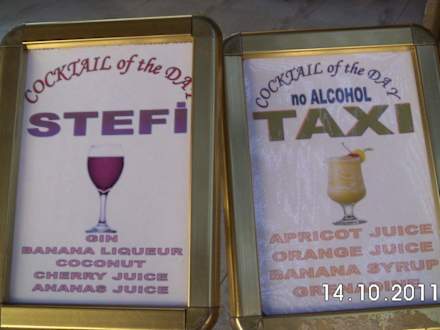 COCKTAIL of the DAY
STEFİ
GIN
BANANA LIQUEUR
COCONUT
CHERRY JUICE
ANANAS JUICE
COCKTAIL of the DAY
no ALCOHOL
TAXI
APRICOT JUICE
ORANGE JUICE
BANANA SYRUP
14.10.2011